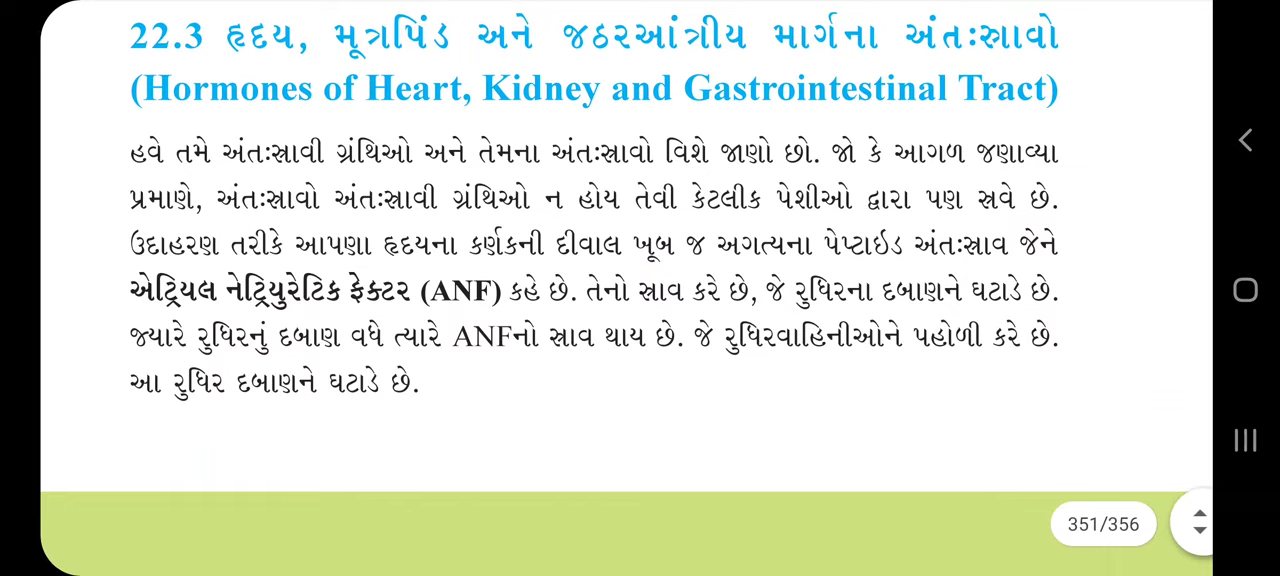 22.3 હૃદય, મૂત્રપિંડ અને જઠરઆંત્રીય માર્ગના અંતઃસ્રાવો
(Hormones of Heart, Kidney and Gastrointestinal Tract)
હવે તમે અંતઃસ્રાવી ગ્રંથિઓ અને તેમના અંતઃસ્રાવો વિશે જાણો છો. જો કે આગળ જણાવ્યા
પ્રમાણે, અંતઃસ્રાવો અંતઃસ્રાવી ગ્રંથિઓ ન હોય તેવી કેટલીક પેશીઓ દ્વારા પણ સ્રવે છે.
ઉદાહરણ તરીકે આપણા હૃદયના કર્ણકની દીવાલ ખૂબ જ અગત્યના પેપ્ટાઇડ અંતઃસ્રાવ જેને
એટ્રિયલ નેટ્રિયુરેટિક ફેક્ટર (ANF) કહે છે. તેનો સ્રાવ કરે છે, જે રુધિરના દબાણને ઘટાડે છે.
જ્યારે રુધિરનું દબાણ વધે ત્યારે ANFનો સ્રાવ થાય છે. જે રુધિરવાહિનીઓને પહોળી કરે છે.
આ રુધિર દબાણને ઘટાડે છે.
351/356